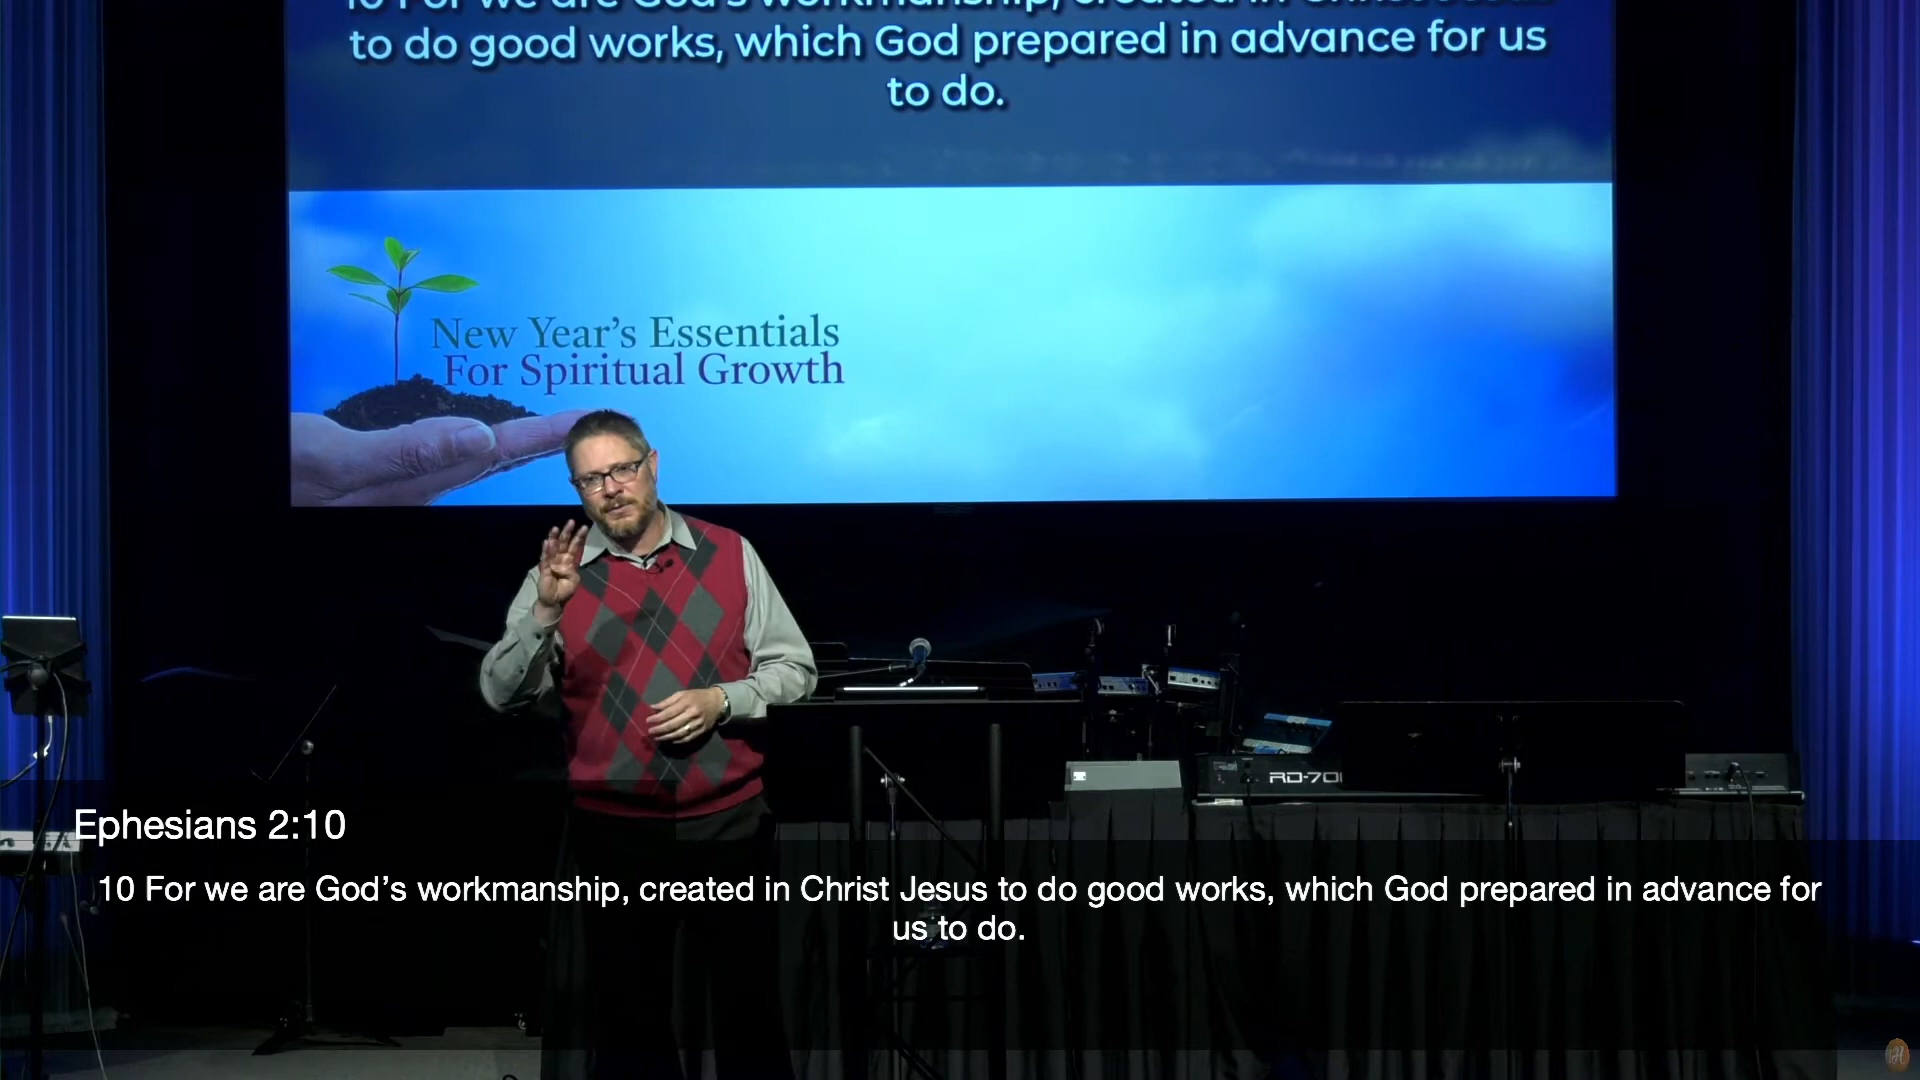 to do good works, which God prepared in advance for us
to do.
New Year's Essentials
For Spiritual Growth
RD-70
Ephesians 2:10
10 For we are God’s workmanship, created in Christ Jesus to do good works, which God prepared in advance for
us to do.